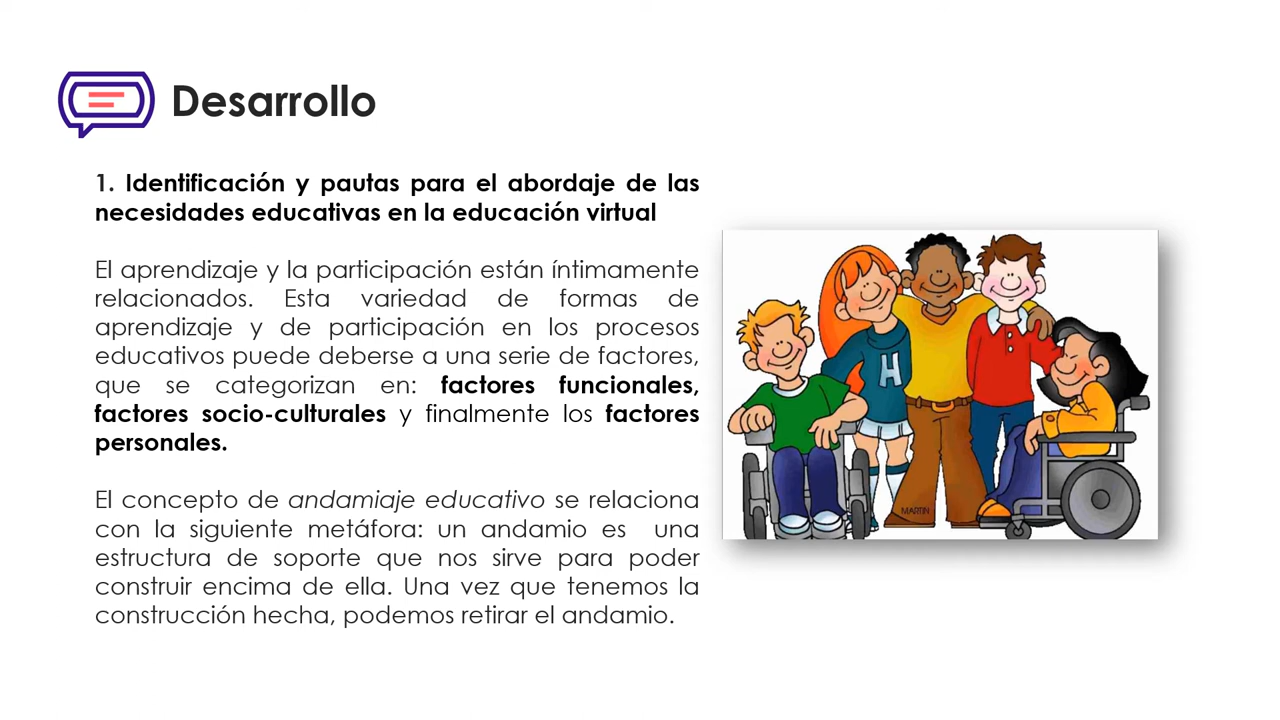 Desarrollo
1. Identificación y pautas para el abordaje de las
necesidades educativas en la educación virtual
El aprendizaje y la participación están íntimamente
relacionados. Esta variedad de formas de
aprendizaje y de participación en los procesos
educativos puede deberse a una serie de factores,
que se categorizan en: factores funcionales,
factores socio-culturales y finalmente los factores
personales.
El concepto de andamiaje educativo se relaciona
con la siguiente metáfora: un andamio es una
estructura de soporte que nos sirve para poder
construir encima de ella. Una vez que tenemos la
construcción hecha, podemos retirar el andamio.
H
MARTIN